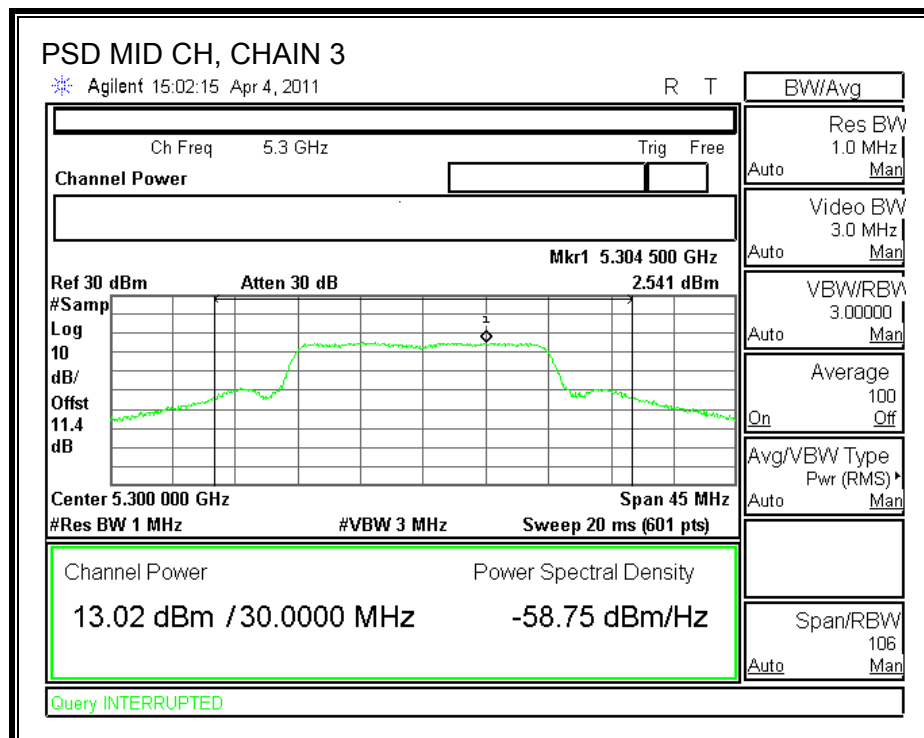 PSD MID CH, CHAIN 3
Agilent 15:02:15 Apr 4, 2011 R T
Ch Freq 5.3 GHz Trig Free
Channel Power
Mkr1 5.304 500 GHz
Ref 30 dBm Atten 30 dB 2.541 dBm
#Samp
Log
10
dB/
Offst
11.4
dB
1
Center 5.300 000 GHz Span 45 MHz
#Res BW 1 MHz #VBW 3 MHz Sweep 20 ms (601 pts)
Channel Power Power Spectral Density
13.02 dBm / 30.0000 MHz -58.75 dBm/Hz
Query INTERRUPTED
BW/Avg
Res BW
1.0 MHz
Auto Man
Video BW
3.0 MHz
Auto Man
VBW/RBW
3.00000
Auto Man
Average
100
On Off
Avg/VBW Type
Pwr (RMS)
Auto Man
Span/RBW
106
Auto Man